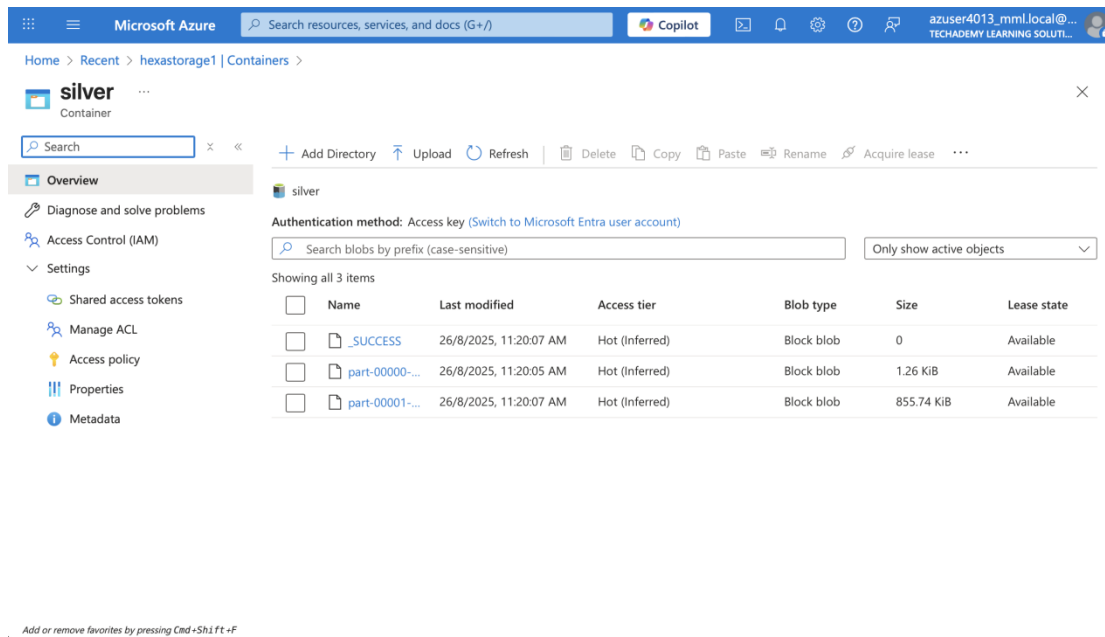 Microsoft Azure
Search resources, services, and docs (G+/)
Copilot
azuser4013_mml.local@...
TECHADEMY LEARNING SOLUTI...
Home > Recent > hexastorage1 | Containers >
silver ...
Container
Search
Add Directory Upload Refresh Delete Copy Paste Rename Acquire lease ...
Overview
Diagnose and solve problems
Access Control (IAM)
Settings
Shared access tokens
Manage ACL
Access policy
Properties
Metadata
silver
Authentication method: Access key (Switch to Microsoft Entra user account)
Search blobs by prefix (case-sensitive)
Only show active objects
Showing all 3 items
Name Last modified Access tier Blob type Size Lease state
_SUCCESS 26/8/2025, 11:20:07 AM Hot (Inferred) Block blob 0 Available
part-00000-... 26/8/2025, 11:20:05 AM Hot (Inferred) Block blob 1.26 KiB Available
part-00001-... 26/8/2025, 11:20:07 AM Hot (Inferred) Block blob 855.74 KiB Available
Add or remove favorites by pressing Cmd+Shift+F